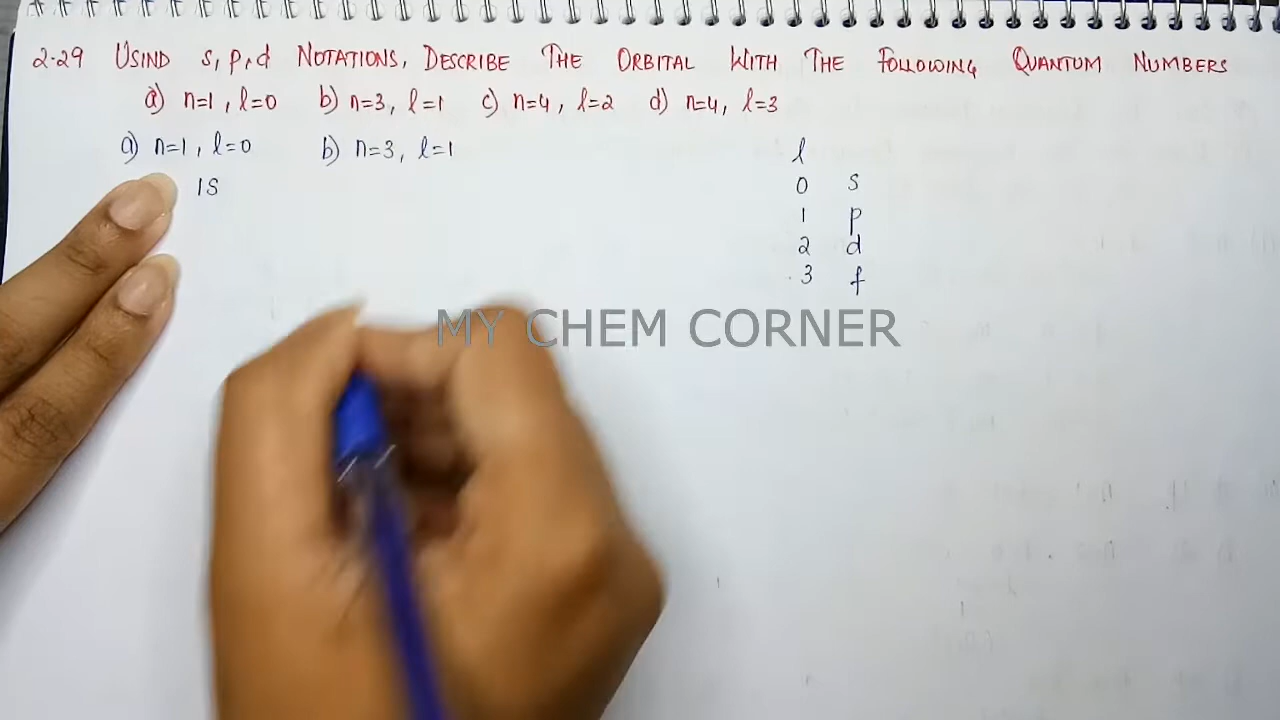 2.29 USIND s, p, d NOTATIONS, DESCRIBE THE ORBITAL WITH THE FOLLOWING QUANTUM NUMBERS
a) n=1, l=0 b) n=3, l=1 c) n=4, l=2 d) n=4, l=3
a) n=1, l=0 b) n=3, l=1
1S
l
0 s
1 p
2 d
3 f
MY CHEM CORNER